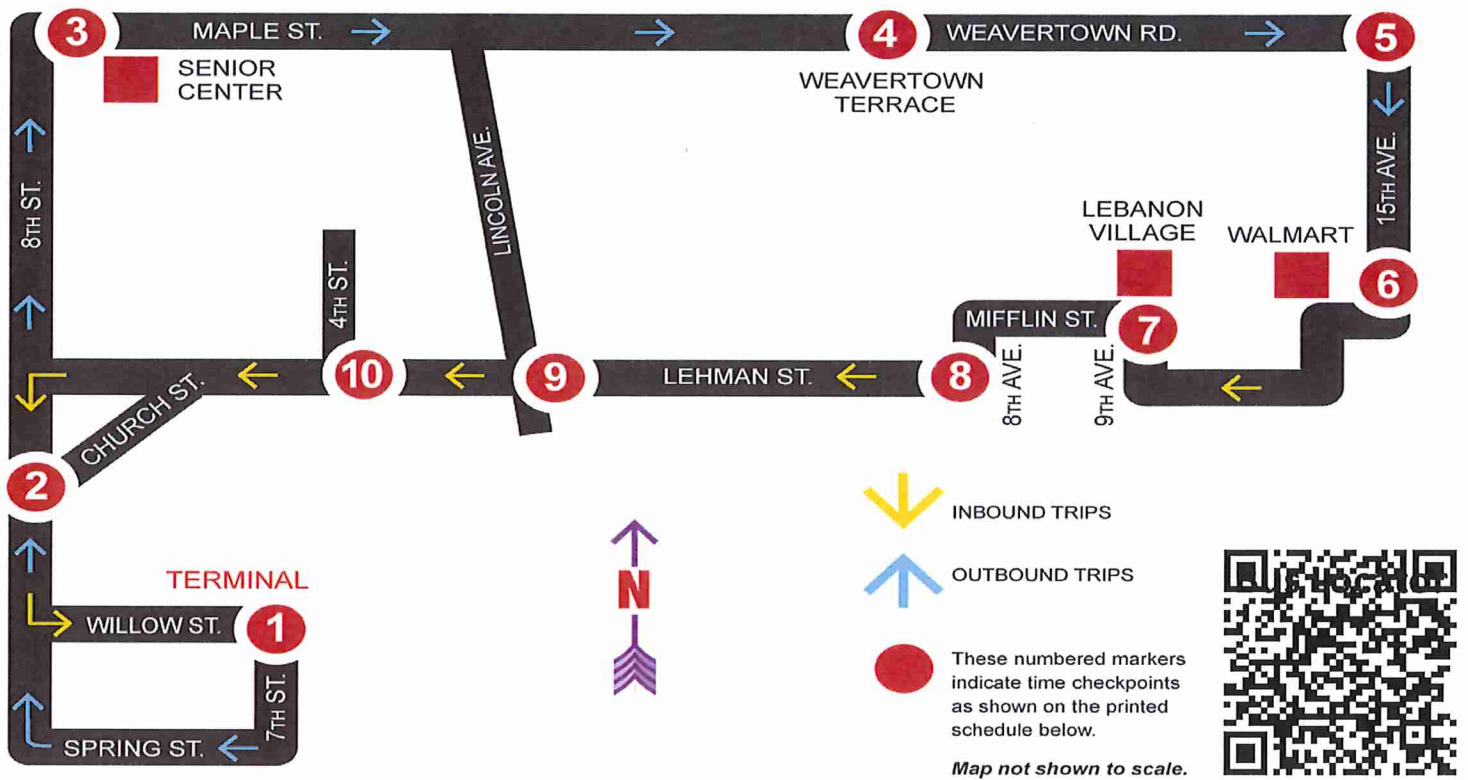 3
MAPLE ST.
4
WEAVERTOWN RD.
5
SENIOR
CENTER
WEAVERTOWN
TERRACE
8TH ST.
LINCOLN AVE.
15TH AVE.
LEBANON
VILLAGE
WALMART
6
4TH ST.
MIFFLIN ST.
7
10
9
LEHMAN ST.
8
8TH AVE.
9TH AVE.
CHURCH ST.
2
INBOUND TRIPS
OUTBOUND TRIPS
TERMINAL
WILLOW ST.
1
N
7TH ST.
SPRING ST.
These numbered markers
indicate time checkpoints
as shown on the printed
schedule below.
Map not shown to scale.
Bus Locator